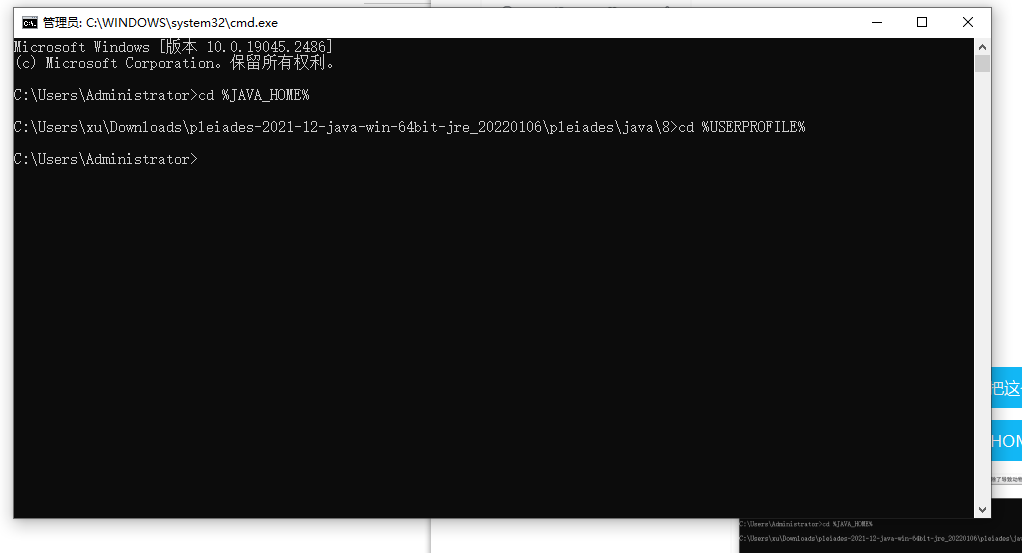 管理员: C:\WINDOWS\system32\cmd.exe
Microsoft Windows [版本 10.0.19045.2486]
(c) Microsoft Corporation。保留所有权利。
C:\Users\Administrator>cd %JAVA_HOME%
C:\Users\xu\Downloads\pleiades-2021-12-java-win-64bit-jre_20220106\pleiades\java\8>cd %USERPROFILE%
C:\Users\Administrator>
把这
HOM
C:\Users\Administrator>cd %JAVA_HOME%
C:\Users\xu\Downloads\pleiades-2021-12-java-win-64bit-jre_20220106\pleiades\jav